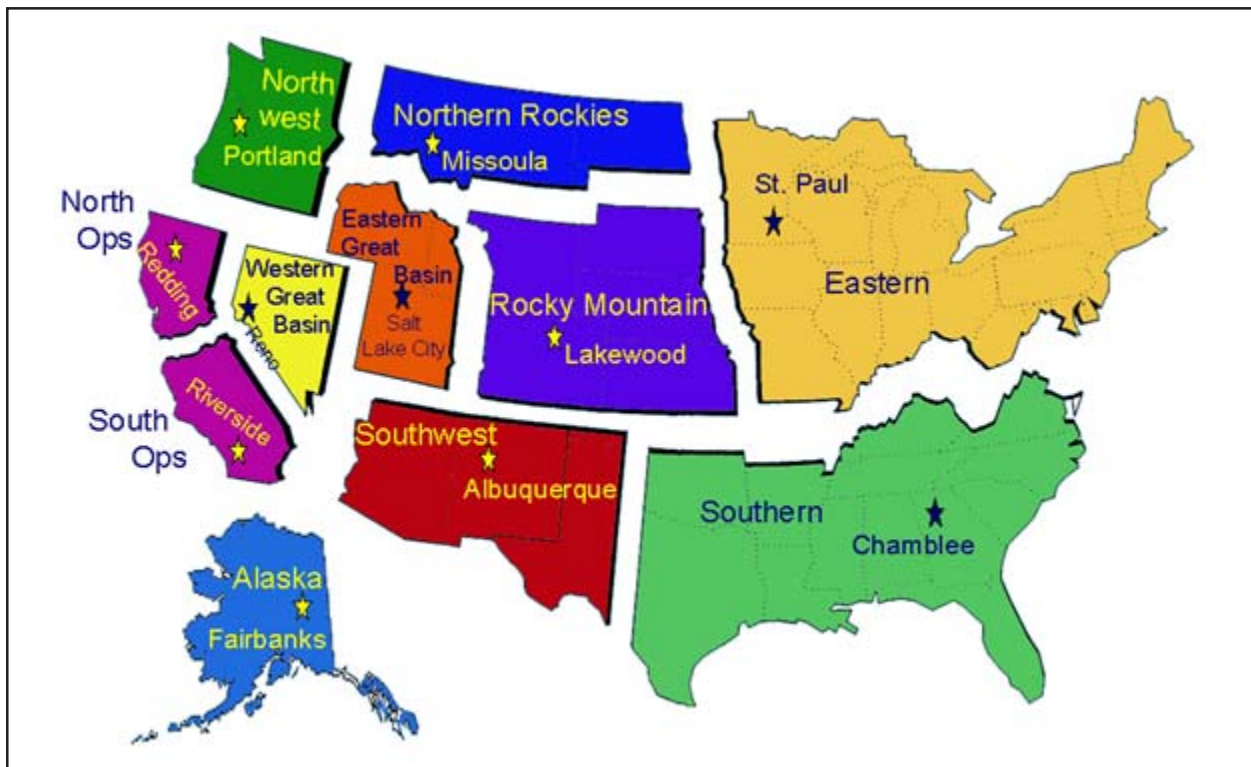 North
west
Portland
Northern Rockies
Missoula
North
Ops
Redding
Eastern
Great
Basin
Salt
Lake City
Western
Great
Basin
Reno
Rocky Mountain
Lakewood
St. Paul
Eastern
South
Ops
Riverside
Southwest
Albuquerque
Southern
Chamblee
Alaska
Fairbanks